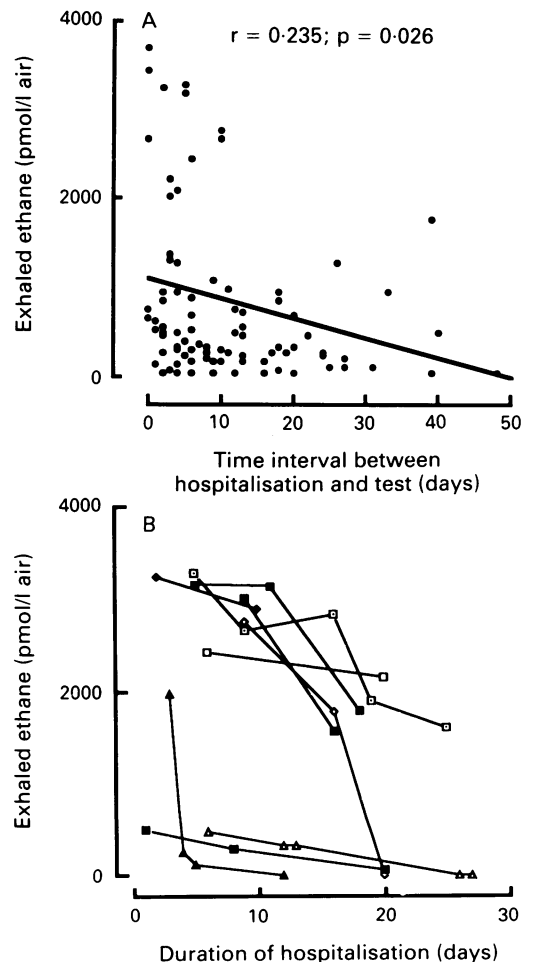 A
r = 0·235; p = 0·026
4000
2000
0
Exhaled ethane (pmol/l air)
0 10 20 30 40 50
Time interval between
hospitalisation and test (days)
B
4000
2000
0
Exhaled ethane (pmol/l air)
0 10 20 30
Duration of hospitalisation (days)